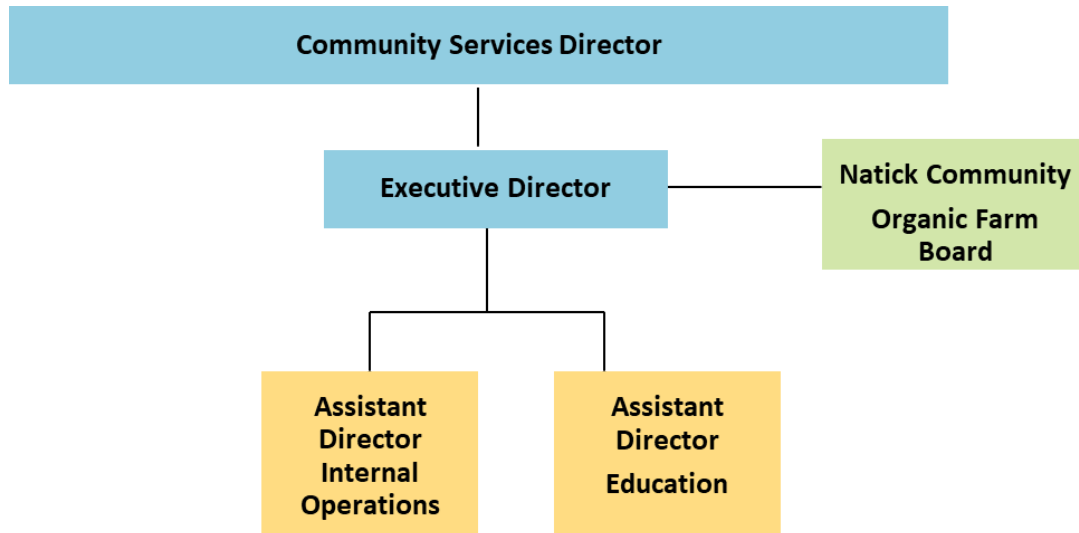 Community Services Director
Executive Director
Natick Community
Organic Farm
Board
Assistant
Director
Internal
Operations
Assistant
Director
Education